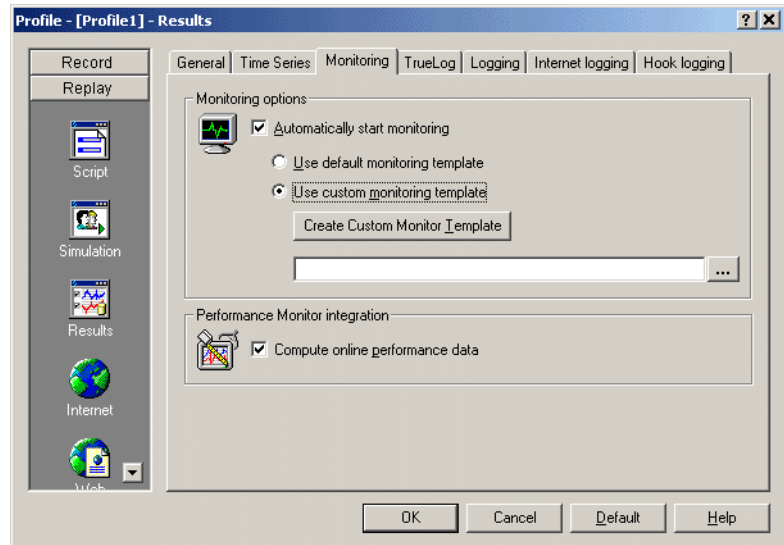 Profile - [Profile1] - Results
Record
Replay
Script
Simulation
Results
Internet
Web
General
Time Series
Monitoring
TrueLog
Logging
Internet logging
Hook logging
Monitoring options
Automatically start monitoring
Use default monitoring template
Use custom monitoring template
Create Custom Monitor Template
...
Performance Monitor integration
Compute online performance data
OK
Cancel
Default
Help